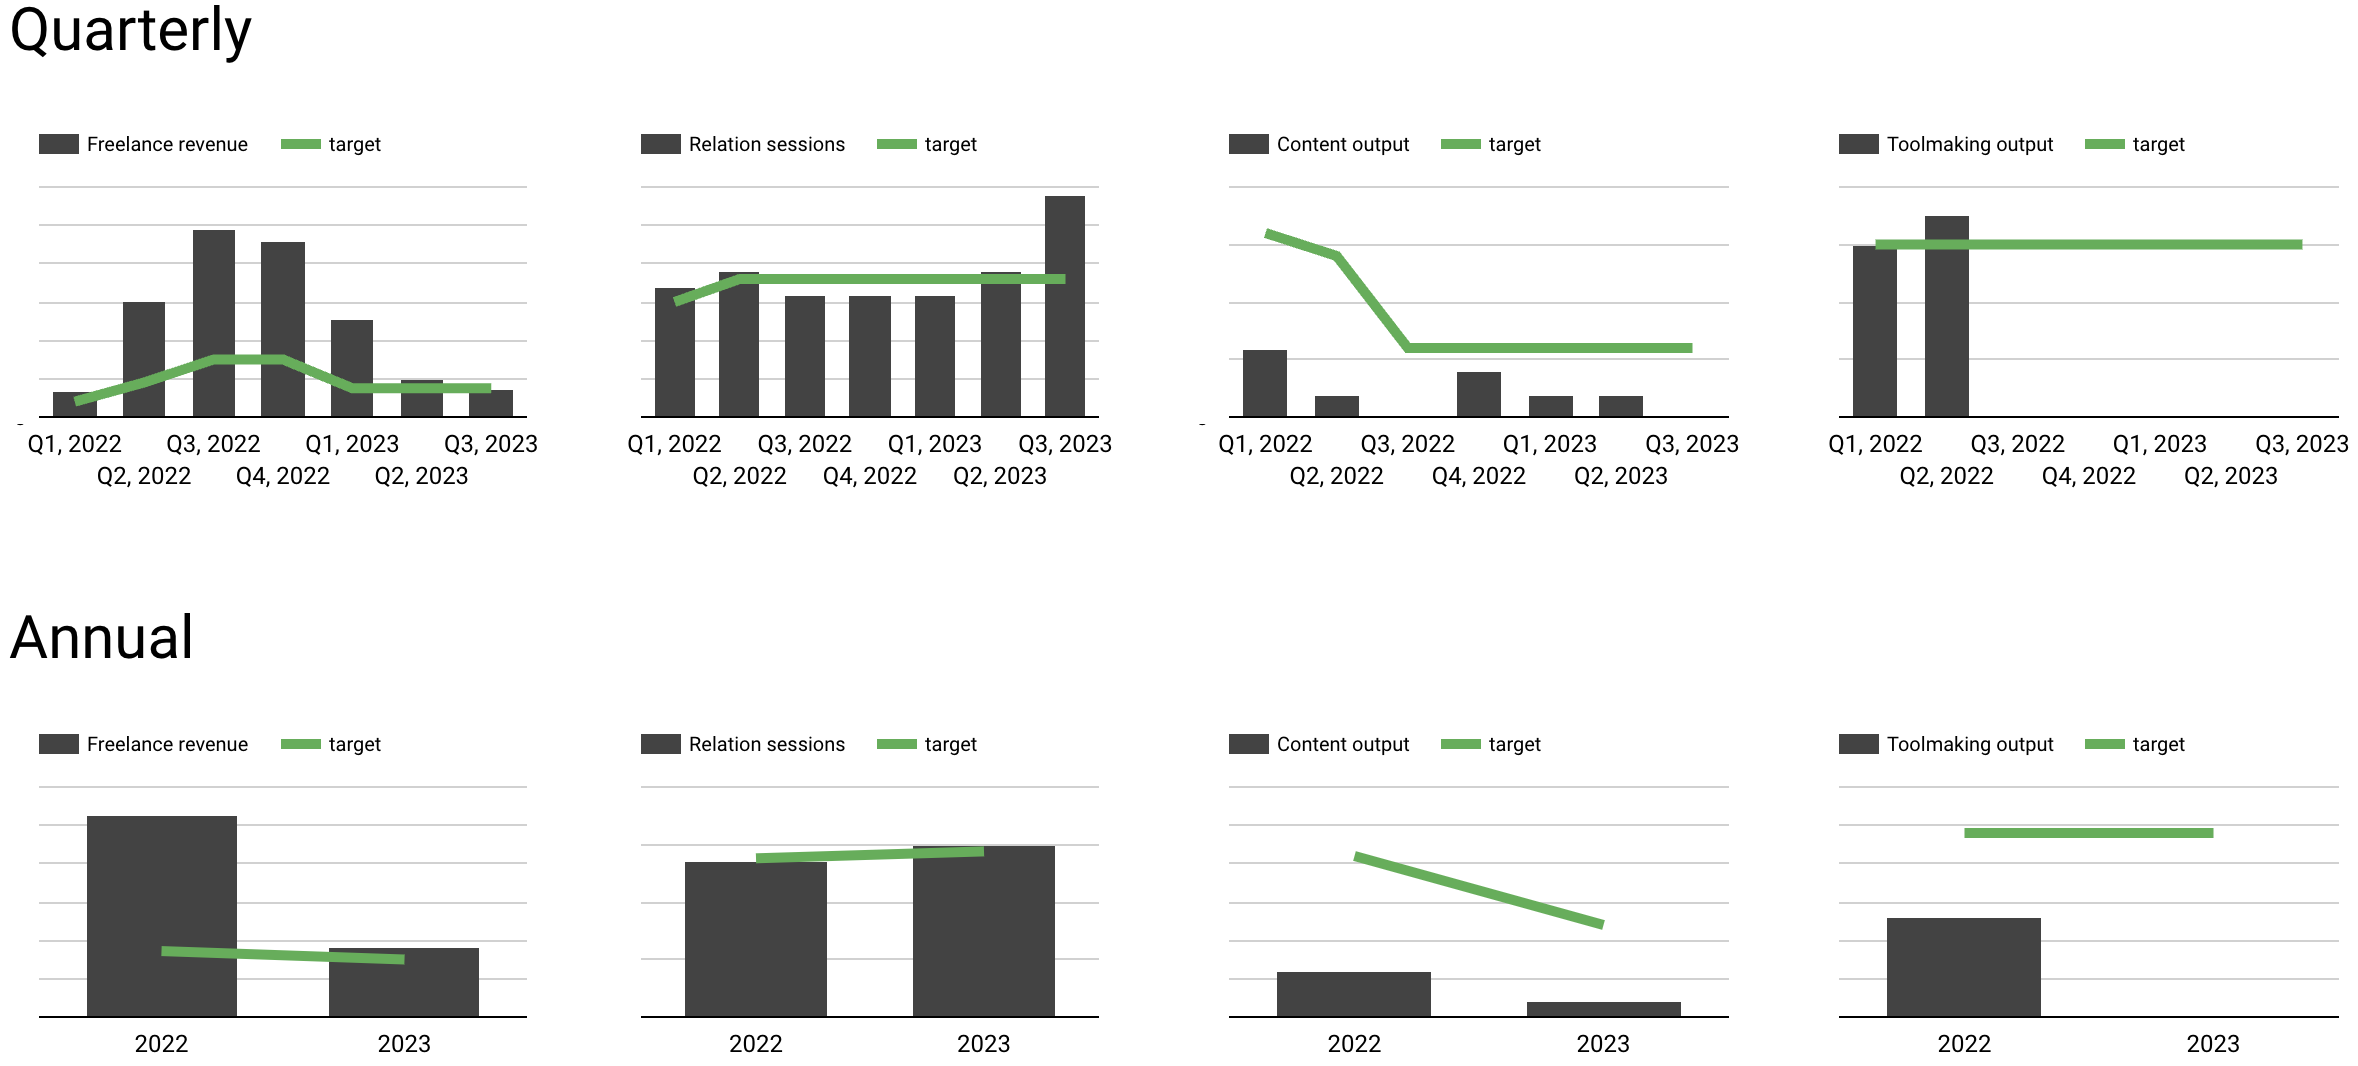 Quarterly
Freelance revenue target
Relation sessions target
Content output target
Toolmaking output target
Q1, 2022 Q3, 2022 Q1, 2023 Q3, 2023
Q2, 2022 Q4, 2022 Q2, 2023
Q1, 2022 Q3, 2022 Q1, 2023 Q3, 2023
Q2, 2022 Q4, 2022 Q2, 2023
Q1, 2022 Q3, 2022 Q1, 2023 Q3, 2023
Q2, 2022 Q4, 2022 Q2, 2023
Q1, 2022 Q3, 2022 Q1, 2023 Q3, 2023
Q2, 2022 Q4, 2022 Q2, 2023
Annual
Freelance revenue target
Relation sessions target
Content output target
Toolmaking output target
2022 2023
2022 2023
2022 2023
2022 2023